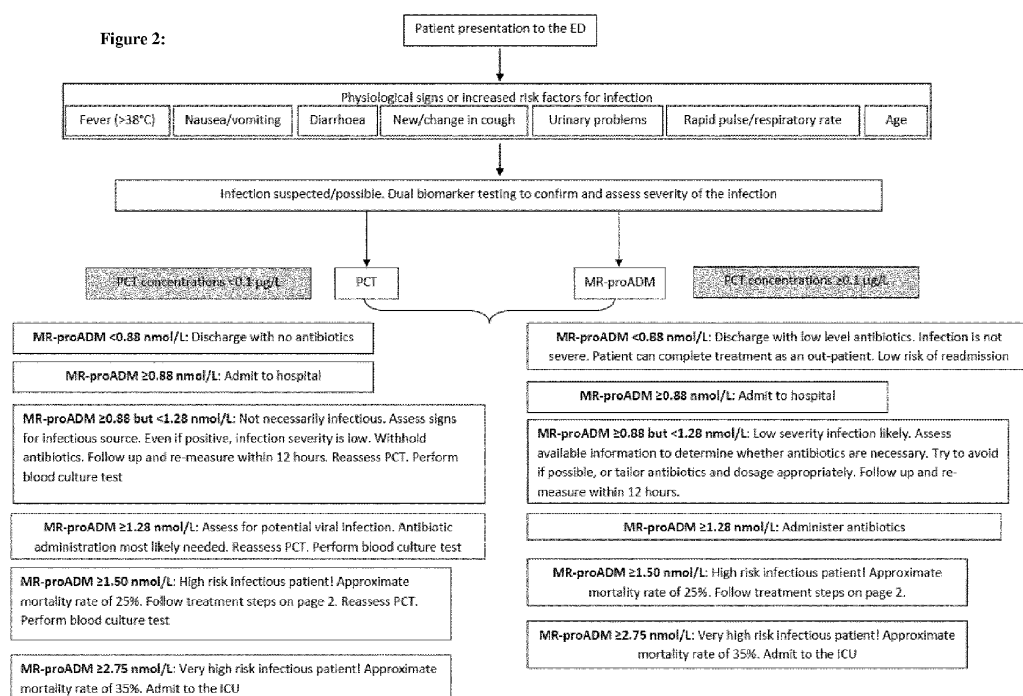 Figure 2:
Patient presentation to the ED
Physiological signs or increased risk factors for infection
Fever (>38°C)
Nausea/vomiting
Diarrhoea
New/change in cough
Urinary problems
Rapid pulse/respiratory rate
Age
Infection suspected/possible. Dual biomarker testing to confirm and assess severity of the infection
PCT concentrations <0.1 µg/L
PCT
MR-proADM
PCT concentrations ≥0.1 µg/L
MR-proADM <0.88 nmol/L: Discharge with no antibiotics
MR-proADM ≥0.88 nmol/L: Admit to hospital
MR-proADM ≥0.88 but <1.28 nmol/L: Not necessarily infectious. Assess signs
for infectious source. Even if positive, infection severity is low. Withhold
antibiotics. Follow up and re-measure within 12 hours. Reassess PCT. Perform
blood culture test
MR-proADM ≥1.28 nmol/L: Assess for potential viral infection. Antibiotic
administration most likely needed. Reassess PCT. Perform blood culture test
MR-proADM ≥1.50 nmol/L: High risk infectious patient! Approximate
mortality rate of 25%. Follow treatment steps on page 2. Reassess PCT.
Perform blood culture test
MR-proADM ≥2.75 nmol/L: Very high risk infectious patient! Approximate
mortality rate of 35%. Admit to the ICU
MR-proADM <0.88 nmol/L: Discharge with low level antibiotics. Infection is not
severe. Patient can complete treatment as an out-patient. Low risk of readmission
MR-proADM ≥0.88 nmol/L: Admit to hospital
MR-proADM ≥0.88 but <1.28 nmol/L: Low severity infection likely. Assess
available information to determine whether antibiotics are necessary. Try to avoid
if possible, or tailor antibiotics and dosage appropriately. Follow up and re-
measure within 12 hours.
MR-proADM ≥1.28 nmol/L: Administer antibiotics
MR-proADM ≥1.50 nmol/L: High risk infectious patient! Approximate
mortality rate of 25%. Follow treatment steps on page 2.
MR-proADM ≥2.75 nmol/L: Very high risk infectious patient! Approximate
mortality rate of 35%. Admit to the ICU